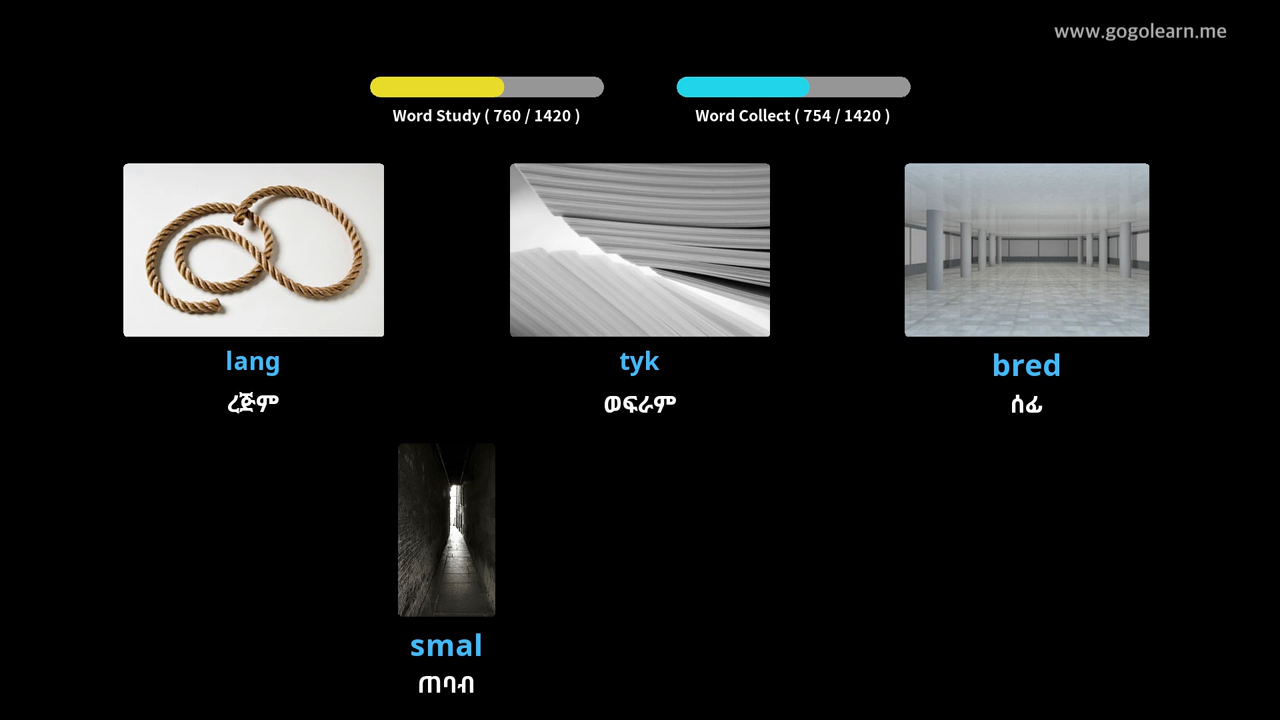 www.gogolearn.me
Word Study ( 760 / 1420 )
Word Collect ( 754 / 1420 )
lang
ረጅም
tyk
ወፍራም
bred
ሰፊ
smal
ጠባብ